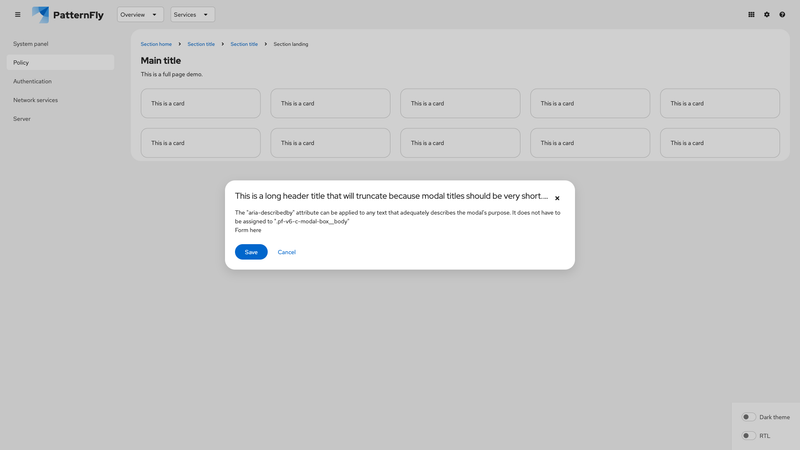 PatternFly
Overview
Services
System panel
Policy
Authentication
Network services
Server
Section home
Section title
Section title
Section landing
Main title
This is a full page demo.
This is a card
This is a card
This is a card
This is a card
This is a card
This is a card
This is a card
This is a card
This is a card
This is a card
This is a long header title that will truncate because modal titles should be very short....
The "aria-describedby" attribute can be applied to any text that adequately describes the modal's purpose. It does not have to
be assigned to ".pf-v6-c-modal-box__body"
Form here
Save
Cancel
Dark theme
RTL